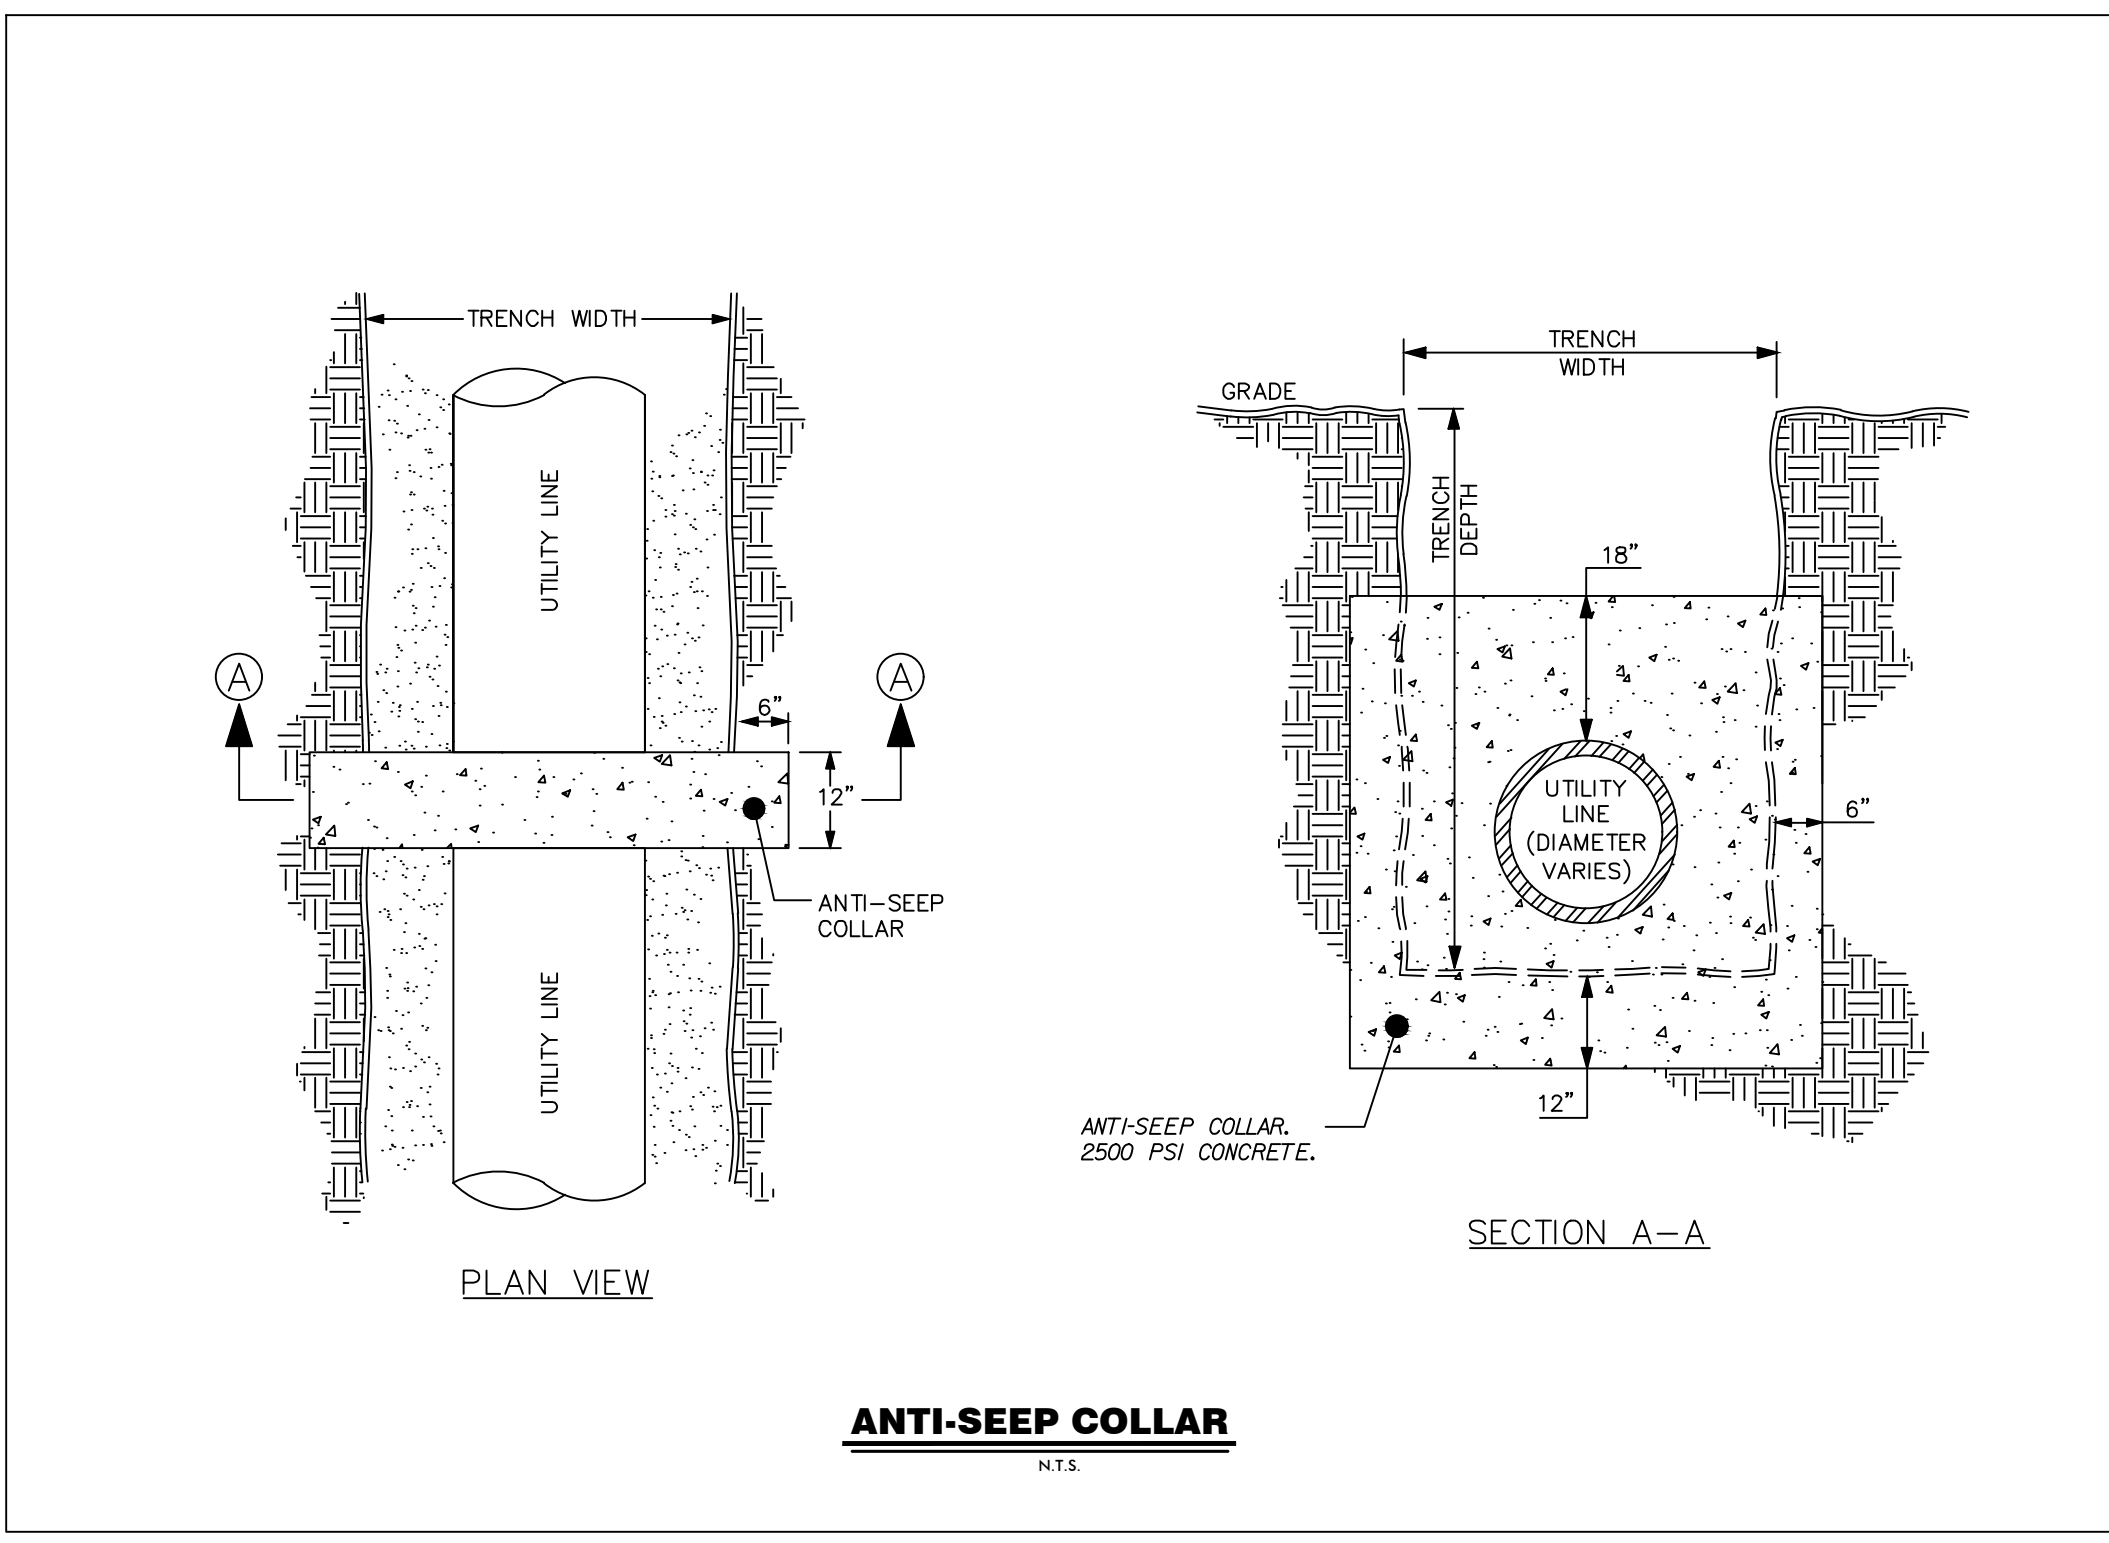 TRENCH WIDTH
UTILITY LINE
A
A
6"
12"
ANTI-SEEP
COLLAR
UTILITY LINE
PLAN VIEW
TRENCH
WIDTH
GRADE
TRENCH
DEPTH
18"
UTILITY
LINE
(DIAMETER
VARIES)
6"
12"
ANTI-SEEP COLLAR.
2500 PSI CONCRETE.
SECTION A-A
ANTI-SEEP COLLAR
N.T.S.